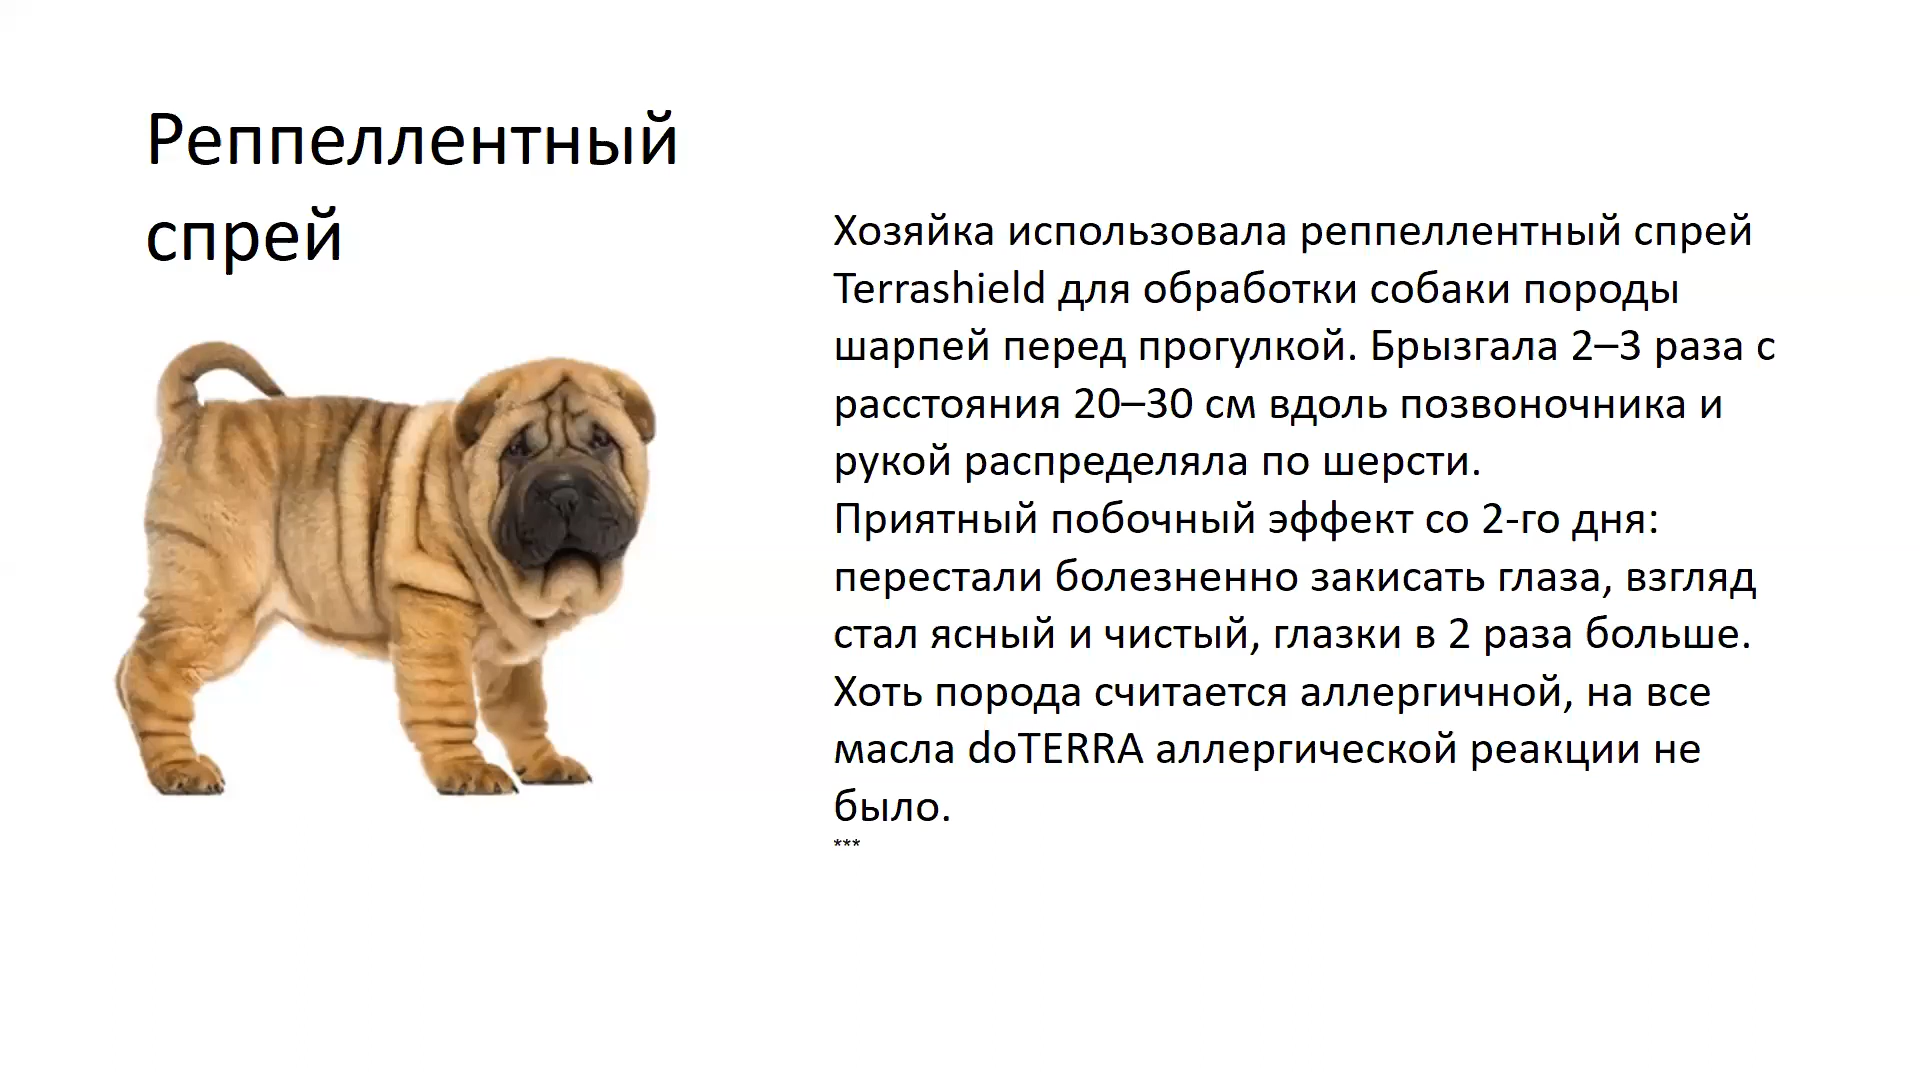 Реппеллентный
спрей
Хозяйка использовала реппеллентный спрей
Terrashield для обработки собаки породы
шарпей перед прогулкой. Брызгала 2–3 раза с
расстояния 20–30 см вдоль позвоночника и
рукой распределяла по шерсти.
Приятный побочный эффект со 2-го дня:
перестали болезненно закисать глаза, взгляд
стал ясный и чистый, глазки в 2 раза больше.
Хоть порода считается аллергичной, на все
масла doTERRA аллергической реакции не
было.
***